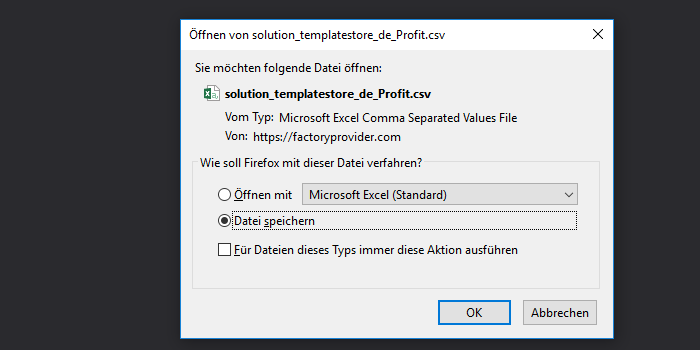 Öffnen von solution_templatestore_de_Profit.csv
Sie möchten folgende Datei öffnen:
solution_templatestore_de_Profit.csv
Vom Typ: Microsoft Excel Comma Separated Values File
Von: https://factoryprovider.com
Wie soll Firefox mit dieser Datei verfahren?
Öffnen mit Microsoft Excel (Standard)
Datei speichern
Für Dateien dieses Typs immer diese Aktion ausführen
OK Abbrechen